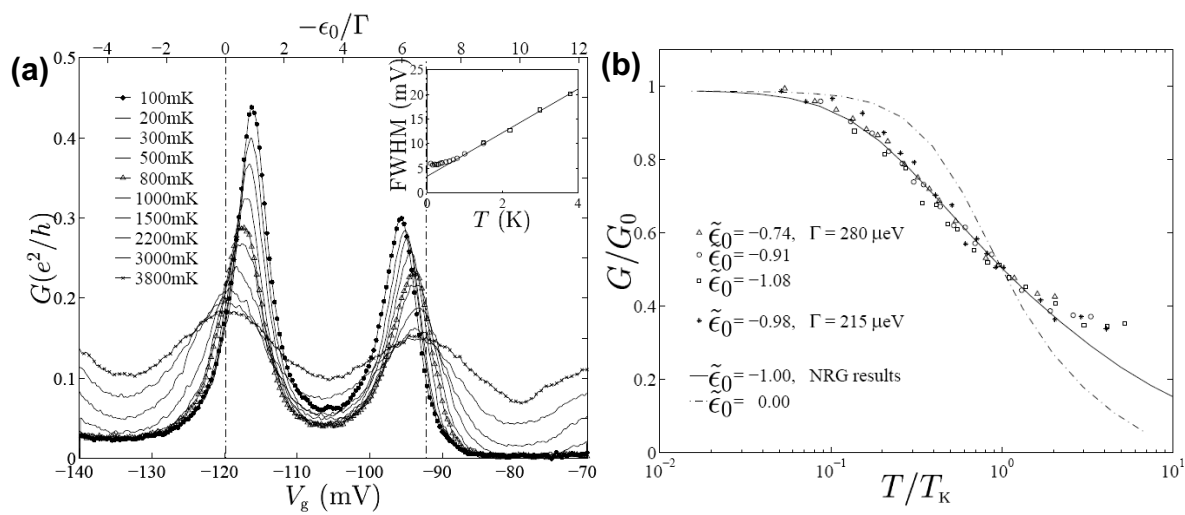 −ϵ0/Γ
−4 −2 0 2 4 6 8 10 12
(a)
0.5
0.4
0.3
0.2
0.1
0
G(e²/h)
100mK
200mK
300mK
500mK
800mK
1000mK
1500mK
2200mK
3000mK
3800mK
FWHM (mV)
25
20
15
10
5
0
0 2 4
T (K)
−140 −130 −120 −110 −100 −90 −80 −70
Vg (mV)
(b)
1
0.8
0.6
0.4
0.2
0
G/G0
ϵ̃0 = −0.74, Γ = 280 μeV
ϵ̃0 = −0.91
ϵ̃0 = −1.08
ϵ̃0 = −0.98, Γ = 215 μeV
ϵ̃0 = −1.00, NRG results
ϵ̃0 = 0.00
10⁻² 10⁻¹ 10⁰ 10¹
T/TK